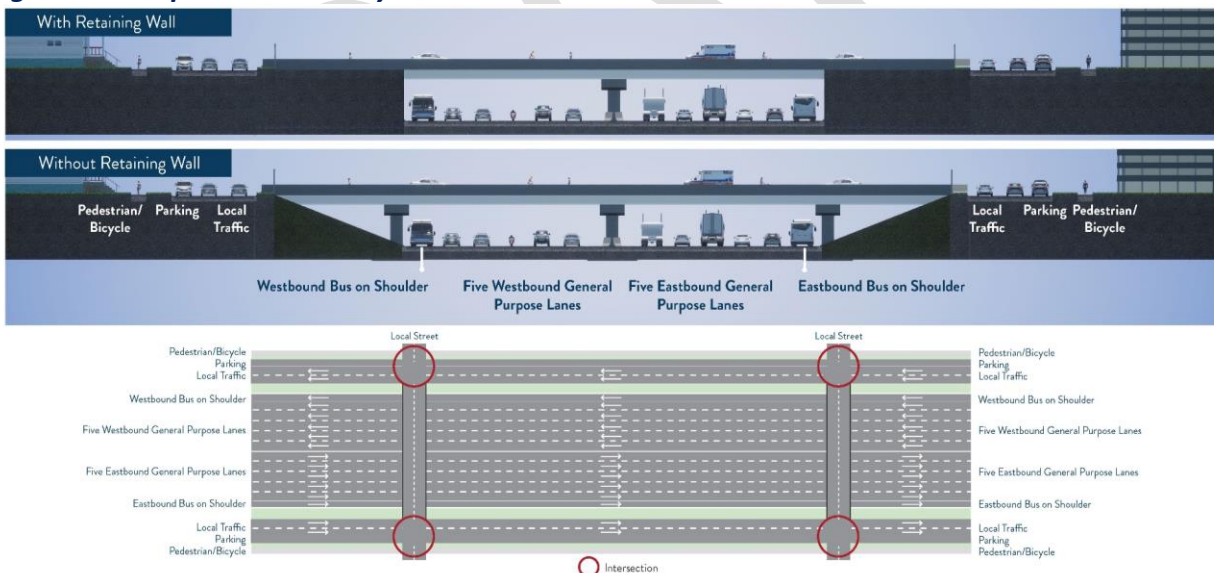 With Retaining Wall
Without Retaining Wall
Pedestrian/ Parking Local
Bicycle Traffic
Local Parking Pedestrian/
Traffic Bicycle
Westbound Bus on Shoulder
Five Westbound General
Purpose Lanes
Five Eastbound General
Purpose Lanes
Eastbound Bus on Shoulder
Local Street
Local Street
Pedestrian/Bicycle
Parking
Local Traffic
Westbound Bus on Shoulder
Five Westbound General Purpose Lanes
Five Eastbound General Purpose Lanes
Eastbound Bus on Shoulder
Local Traffic
Parking
Pedestrian/Bicycle
Pedestrian/Bicycle
Parking
Local Traffic
Westbound Bus on Shoulder
Five Westbound General Purpose Lanes
Five Eastbound General Purpose Lanes
Eastbound Bus on Shoulder
Local Traffic
Parking
Pedestrian/Bicycle
Intersection